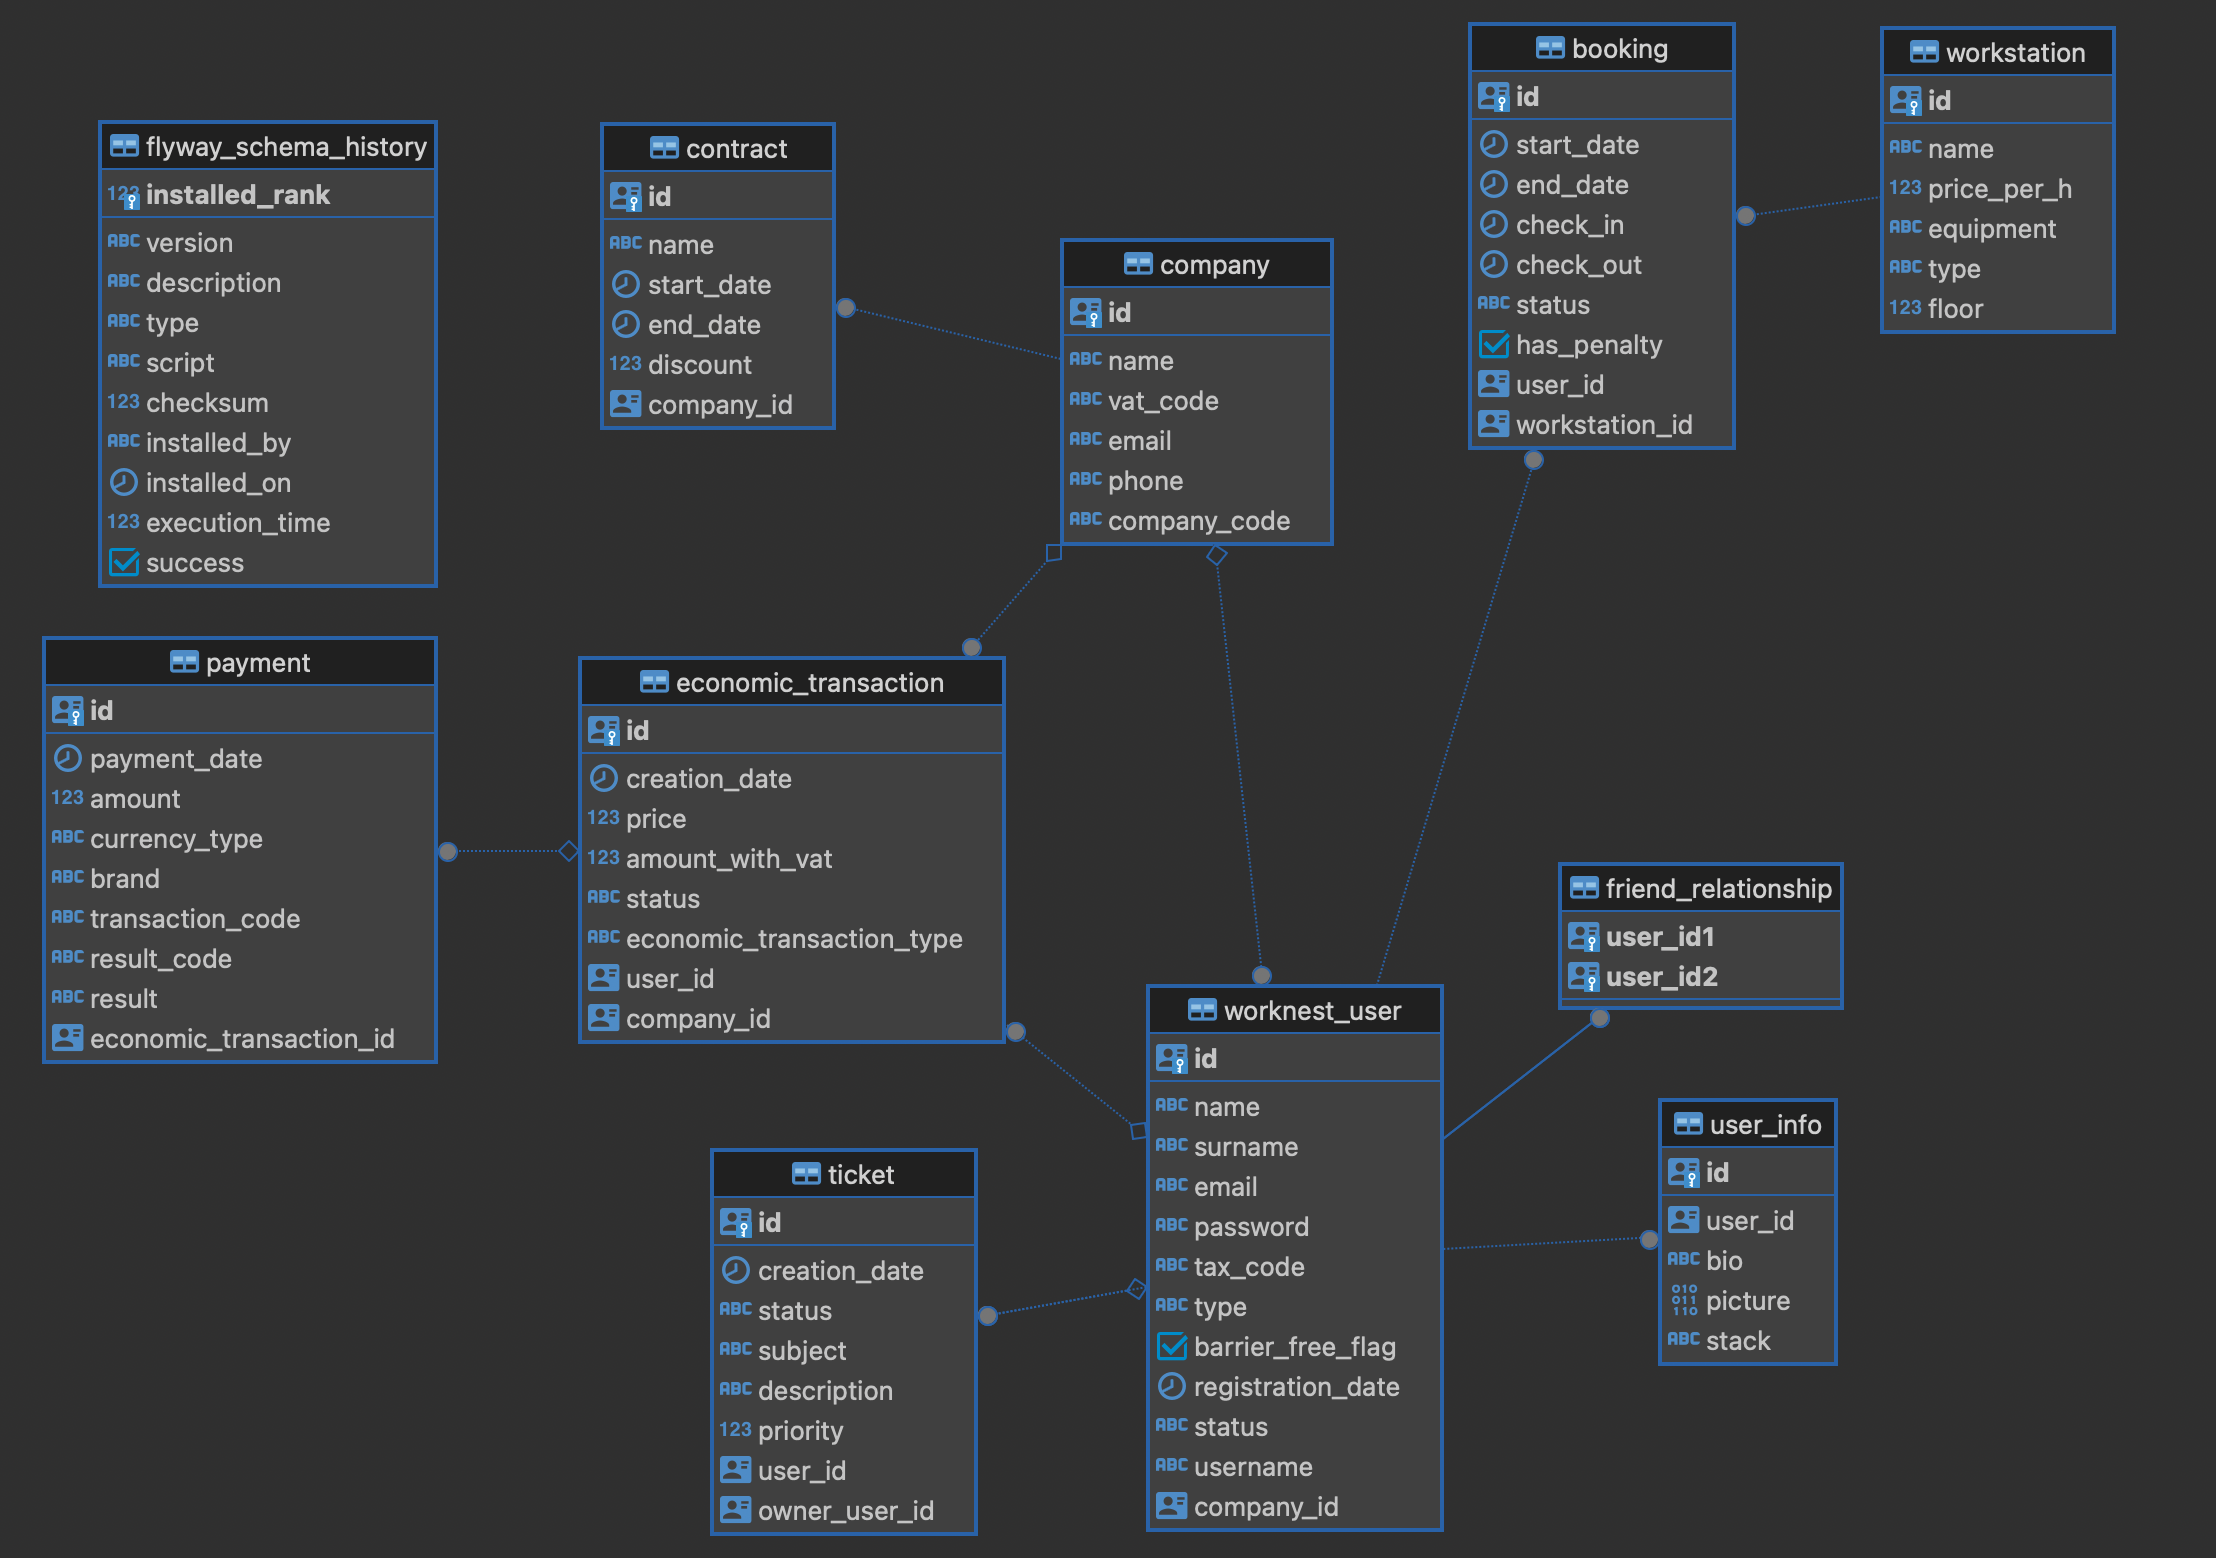 flyway_schema_history
123 installed_rank
ABC version
ABC description
ABC type
ABC script
123 checksum
ABC installed_by
installed_on
123 execution_time
success
contract
id
ABC name
start_date
end_date
123 discount
company_id
company
id
ABC name
ABC vat_code
ABC email
ABC phone
ABC company_code
booking
id
start_date
end_date
check_in
check_out
ABC status
has_penalty
user_id
workstation_id
workstation
id
ABC name
123 price_per_h
ABC equipment
ABC type
123 floor
payment
id
payment_date
123 amount
ABC currency_type
ABC brand
ABC transaction_code
ABC result_code
ABC result
economic_transaction_id
economic_transaction
id
creation_date
123 price
123 amount_with_vat
ABC status
ABC economic_transaction_type
user_id
company_id
friend_relationship
user_id1
user_id2
worknest_user
id
ABC name
ABC surname
ABC email
ABC password
ABC tax_code
ABC type
barrier_free_flag
registration_date
ABC status
ABC username
company_id
user_info
id
user_id
ABC bio
010 011 110 picture
ABC stack
ticket
id
creation_date
ABC status
ABC subject
ABC description
123 priority
user_id
owner_user_id